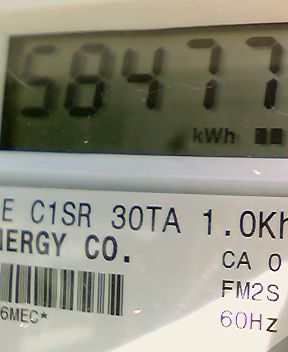 58477
kWh
E C1SR 30TA 1.0Kh
NERGY CO.
CA 0
FM2S
6MEC*
60Hz